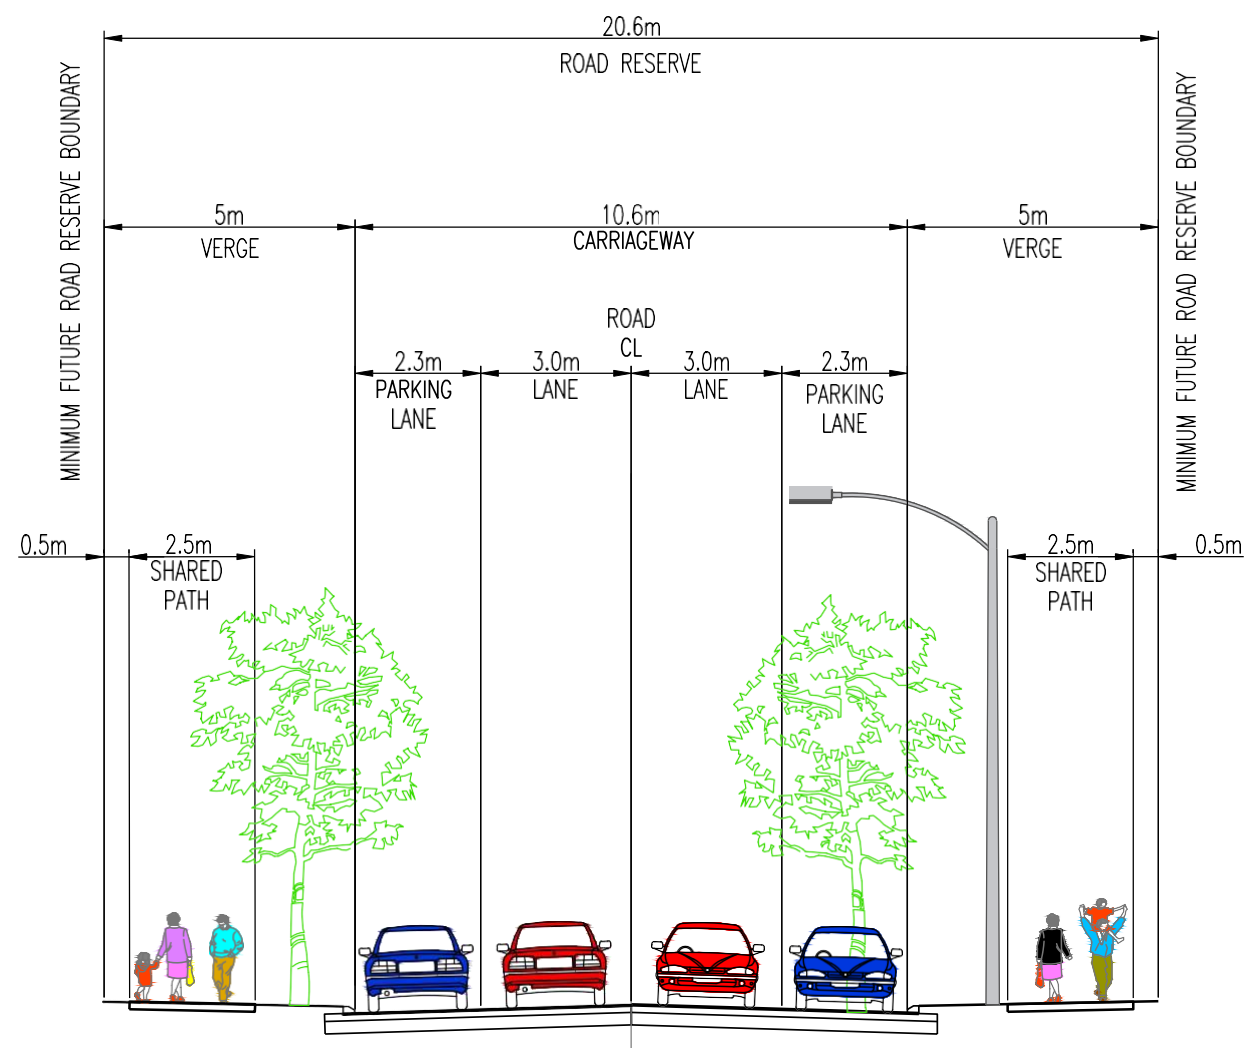 20.6m
ROAD RESERVE
MINIMUM FUTURE ROAD RESERVE BOUNDARY
MINIMUM FUTURE ROAD RESERVE BOUNDARY
5m
VERGE
10.6m
CARRIAGEWAY
5m
VERGE
ROAD
CL
2.3m
PARKING
LANE
3.0m
LANE
3.0m
LANE
2.3m
PARKING
LANE
0.5m
2.5m
SHARED
PATH
2.5m
SHARED
PATH
0.5m